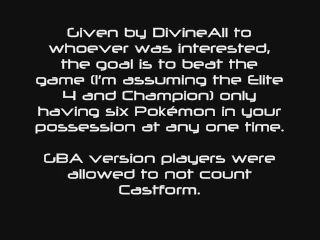 Given by DivineAll to
whoever was interested,
the goal is to beat the
game (I'm assuming the Elite
4 and Champion) only
having six Pokémon in your
possession at any one time.
GBA version players were
allowed to not count
Castform.